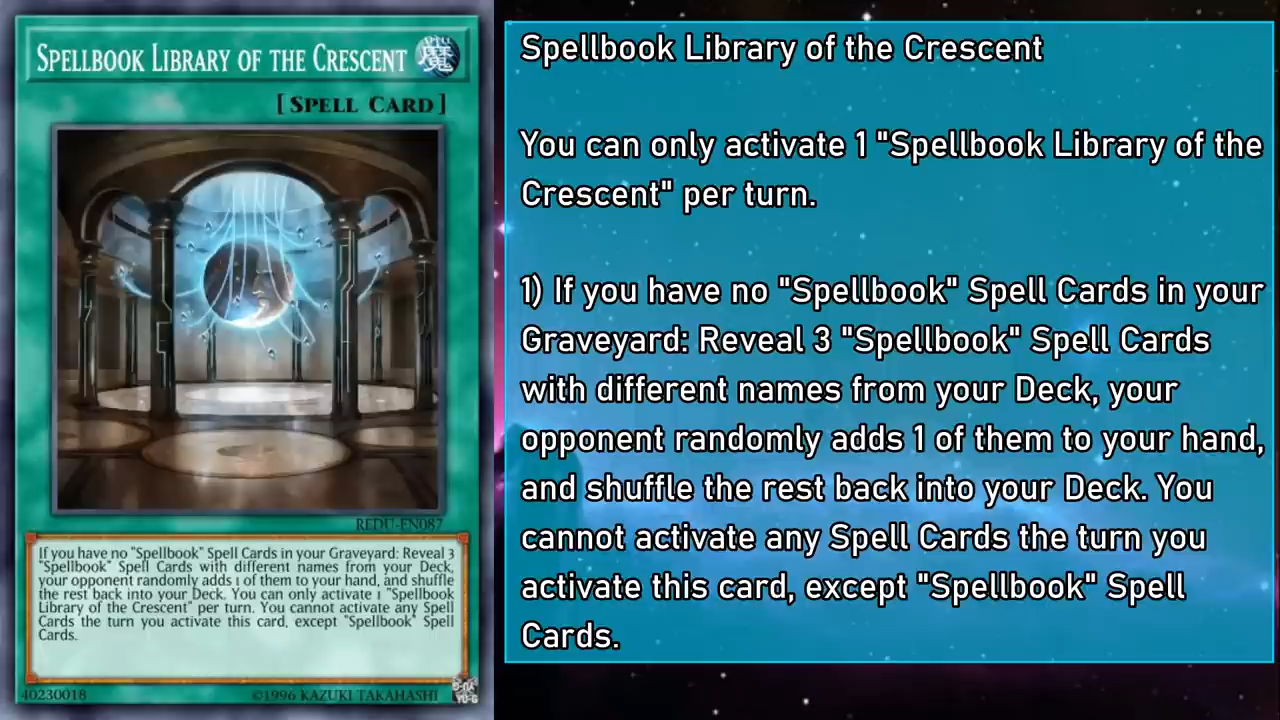 SPELLBOOK LIBRARY OF THE CRESCENT 魔
[SPELL CARD]
REDU-EN087
If you have no "Spellbook" Spell Cards in your Graveyard: Reveal 3
"Spellbook" Spell Cards with different names from your Deck,
your opponent randomly adds 1 of them to your hand, and shuffle
the rest back into your Deck. You can only activate 1 "Spellbook
Library of the Crescent" per turn. You cannot activate any Spell
Cards the turn you activate this card, except "Spellbook" Spell
Cards.
40230018
©1996 KAZUKI TAKAHASHI
Spellbook Library of the Crescent
You can only activate 1 "Spellbook Library of the
Crescent" per turn.
1) If you have no "Spellbook" Spell Cards in your
Graveyard: Reveal 3 "Spellbook" Spell Cards
with different names from your Deck, your
opponent randomly adds 1 of them to your hand,
and shuffle the rest back into your Deck. You
cannot activate any Spell Cards the turn you
activate this card, except "Spellbook" Spell
Cards.